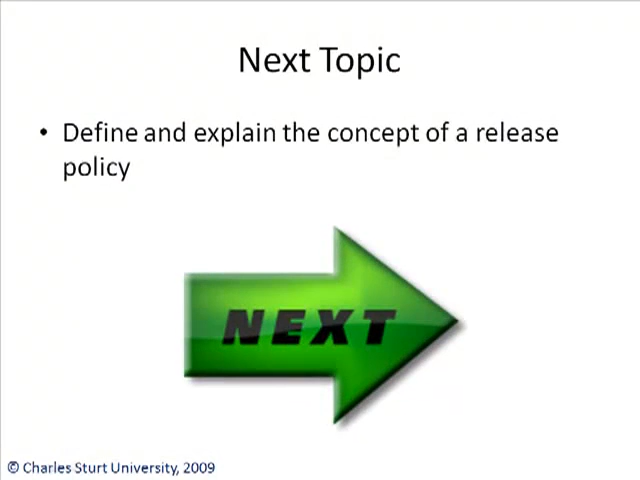 Next Topic
• Define and explain the concept of a release
policy
NEXT
© Charles Sturt University, 2009